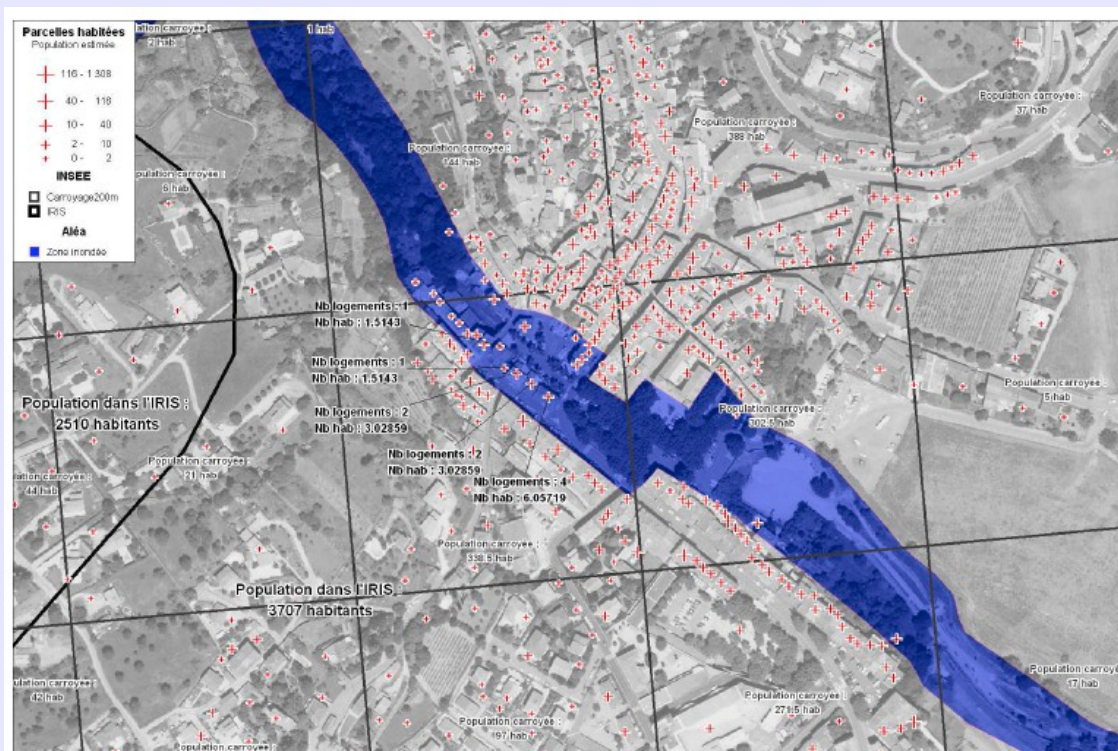 Parcelles habitées
Population estimée
116 - 1 308
40 - 116
10 - 40
2 - 10
0 - 2
INSEE
Carroyage200m
IRIS
Aléa
Zone inondée
2 hab
1 hab
Population carroyée :
37 hab
Population carroyée :
388 hab
Population carroyée :
144 hab
opulation carroyée :
6 hab
Nb logements : 1
Nb hab : 1.5143
Nb logements : 1
Nb hab : 1.5143
Nb logements : 2
Nb hab : 3.02859
Nb logements : 2
Nb hab : 3.02859
Nb logements : 4
Nb hab : 6.05719
Population carroyée :
5 hab
Population carroyée :
302.5 hab
Population dans l'IRIS :
2510 habitants
Population carroyée :
21 hab
ulation carroyée :
44 hab
Population carroyée :
338.5 hab
Population dans l'IRIS :
3707 habitants
Population carroyée :
17 hab
ulation carroyée :
42 hab
Population carroyée :
271.5 hab
Population carroyée :
197 hab
Population carroyée :